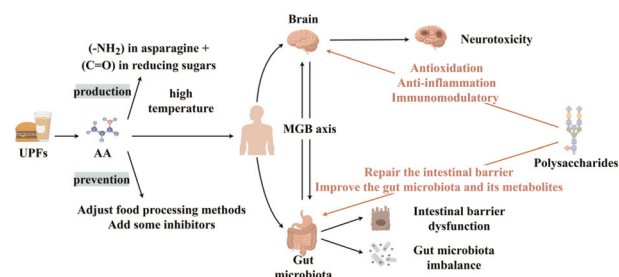 Brain
(-NH2) in asparagine +
(C=O) in reducing sugars
Neurotoxicity
Antioxidation
Anti-inflammation
Immunomodulatory
production
high
temperature
MGB axis
UPFs
AA
Polysaccharides
prevention
Repair the intestinal barrier
Improve the gut microbiota and its metabolites
Adjust food processing methods
Add some inhibitors
Intestinal barrier
dysfunction
Gut
microbiota
Gut microbiota
imbalance